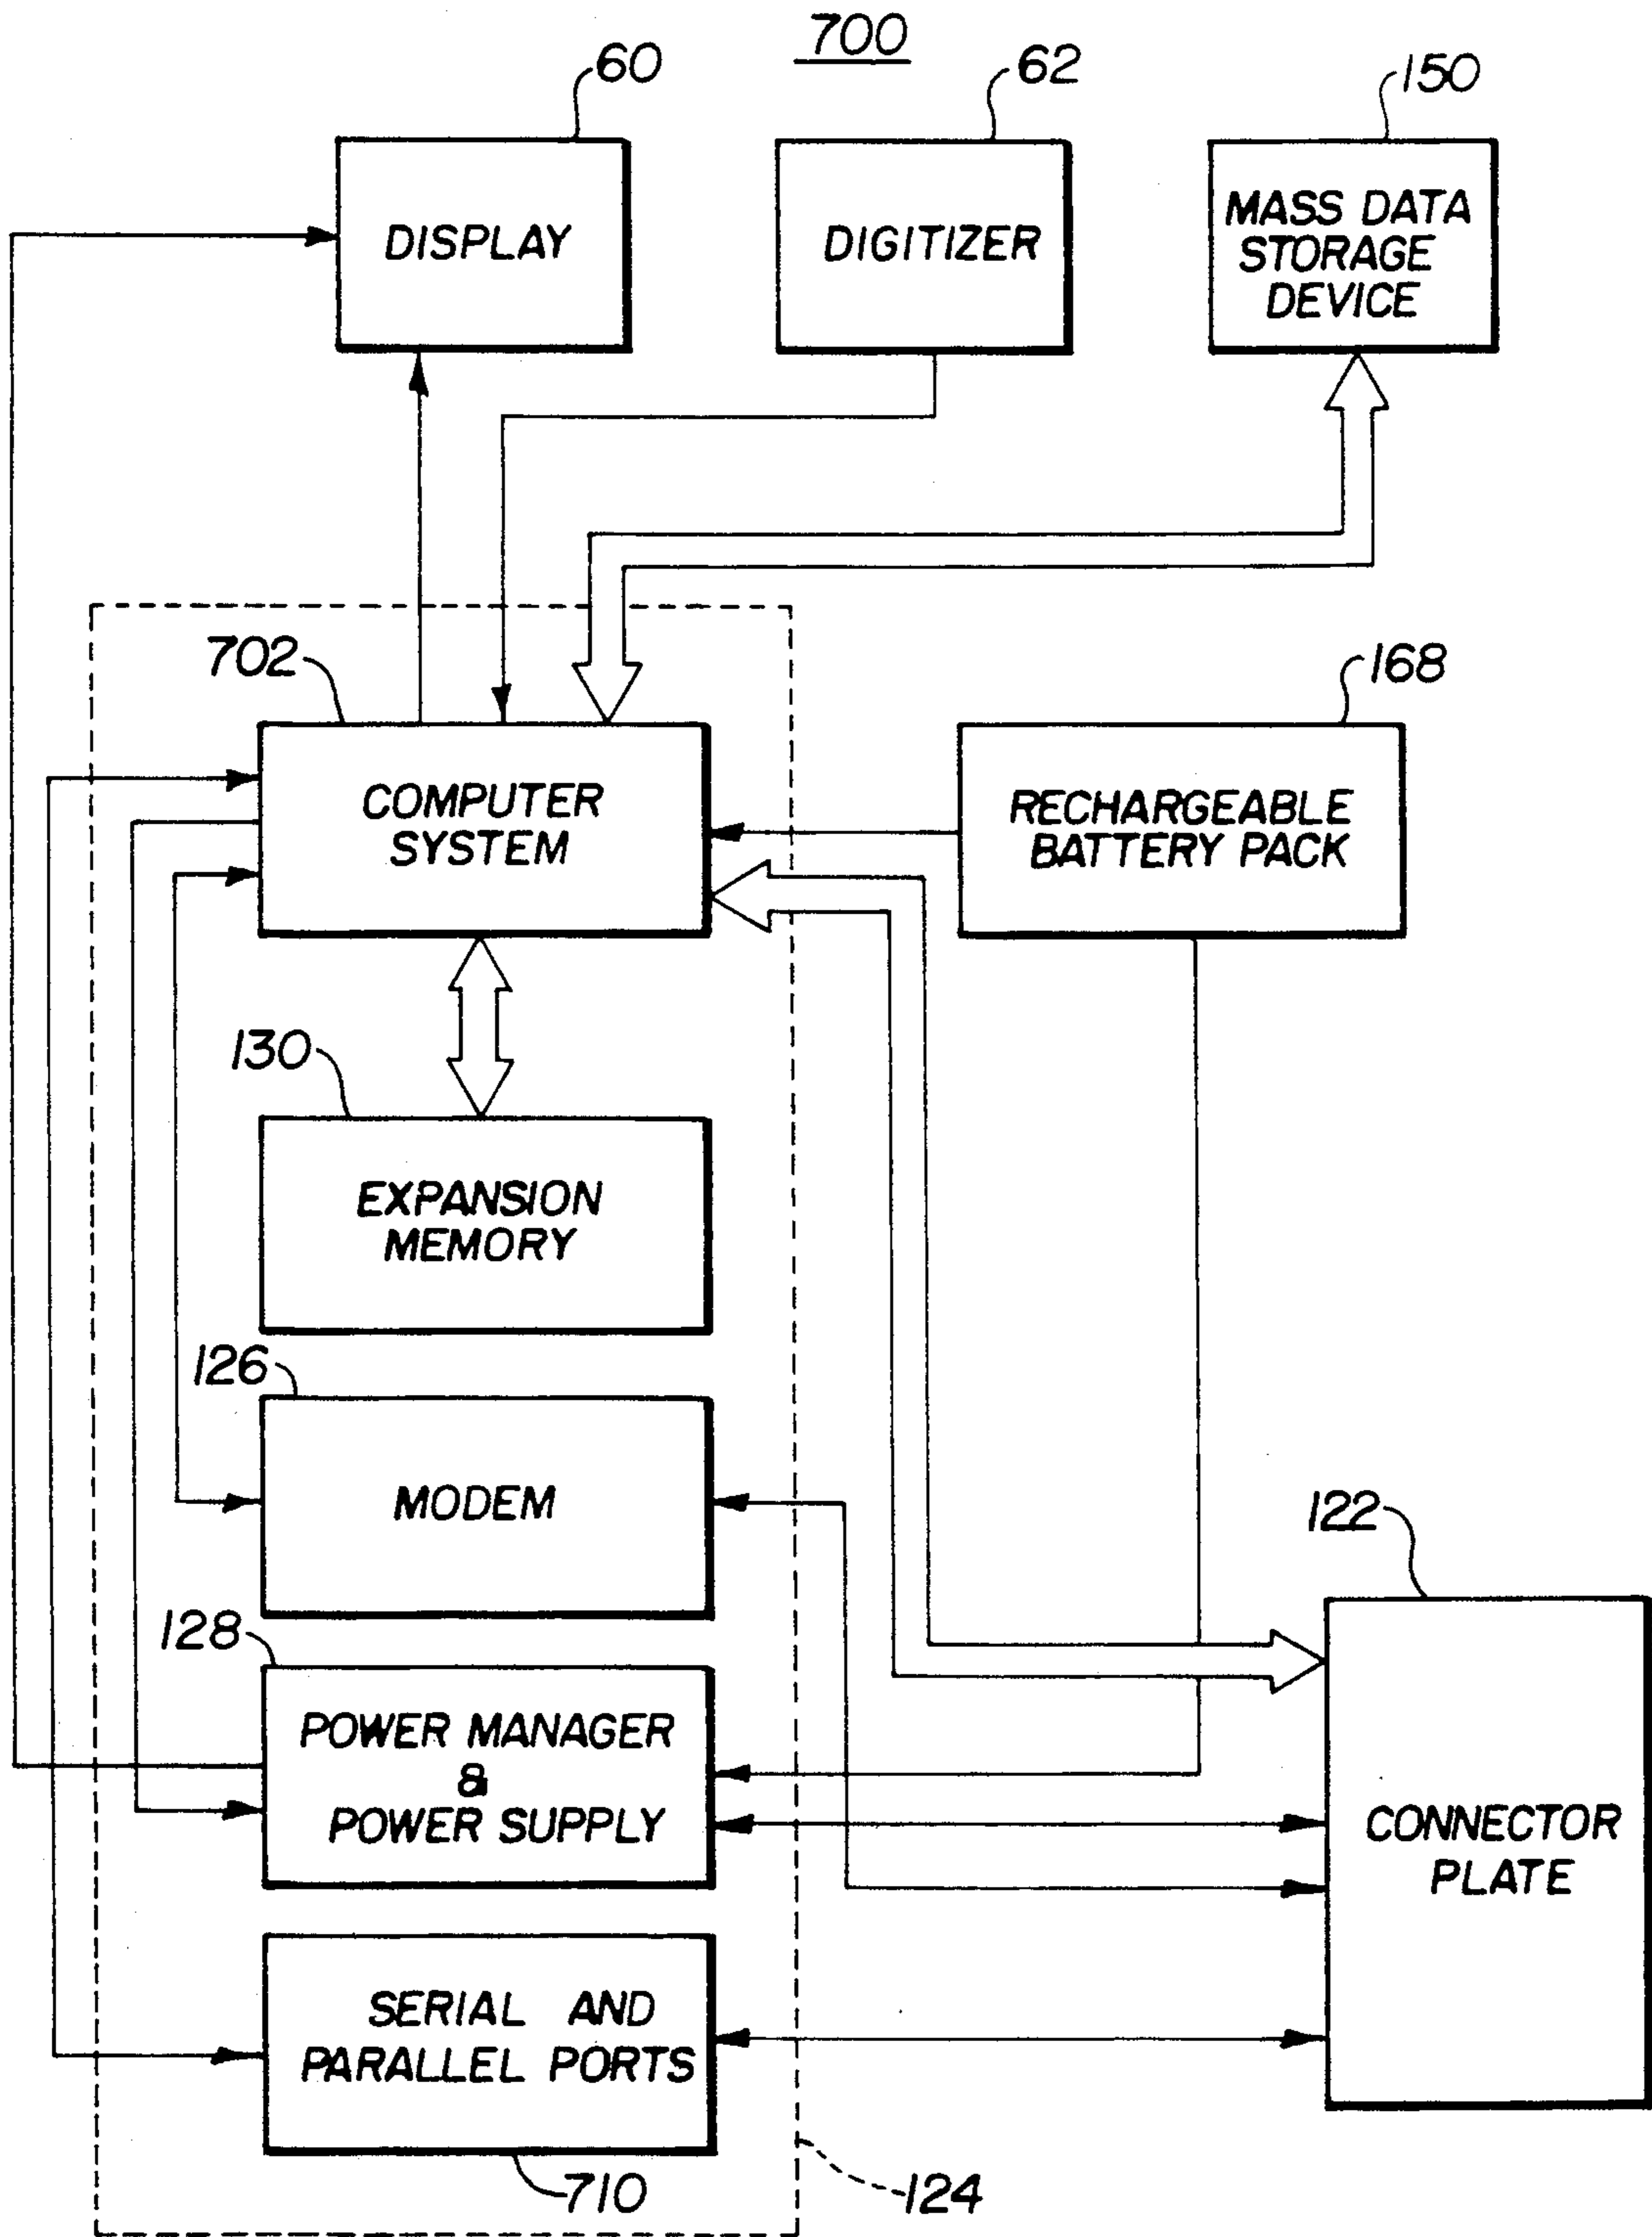 700
60
62
150
DISPLAY
DIGITIZER
MASS DATA
STORAGE
DEVICE
702
168
COMPUTER
SYSTEM
RECHARGEABLE
BATTERY PACK
130
EXPANSION
MEMORY
126
MODEM
122
128
POWER MANAGER
&
POWER SUPPLY
CONNECTOR
PLATE
SERIAL AND
PARALLEL PORTS
710
124